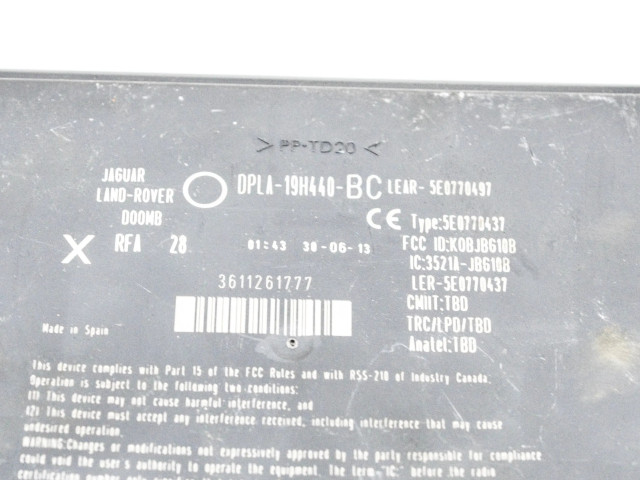 > PP-TD20 <
JAGUAR
LAND-ROVER
D00MB
DPLA-19H440-BC LEAR- 5E0770497
CE Type:5E0770437
X RFA 28 01:43 30-06-13 FCC ID:KOBJB610B
IC:3521A-JB610B
3611261777 LER-5E0770437
CMIIT:TBD
Made in Spain TRC/LPD/TBD
Anatel:TBD
This device complies with Part 15 of the FCC Rules and with RSS-210 of Industry Canada.
Operation is subject to the following two conditions:
(1) This device may not cause harmful interference, and
(2) This device must accept any interference received, including interference that may cause
undesired operation.
WARNING:Changes or modifications not expressively approved by the party responsible for compliance
could void the user's authority to operate the equipment. The term-"IC:" before the radio
certification number only